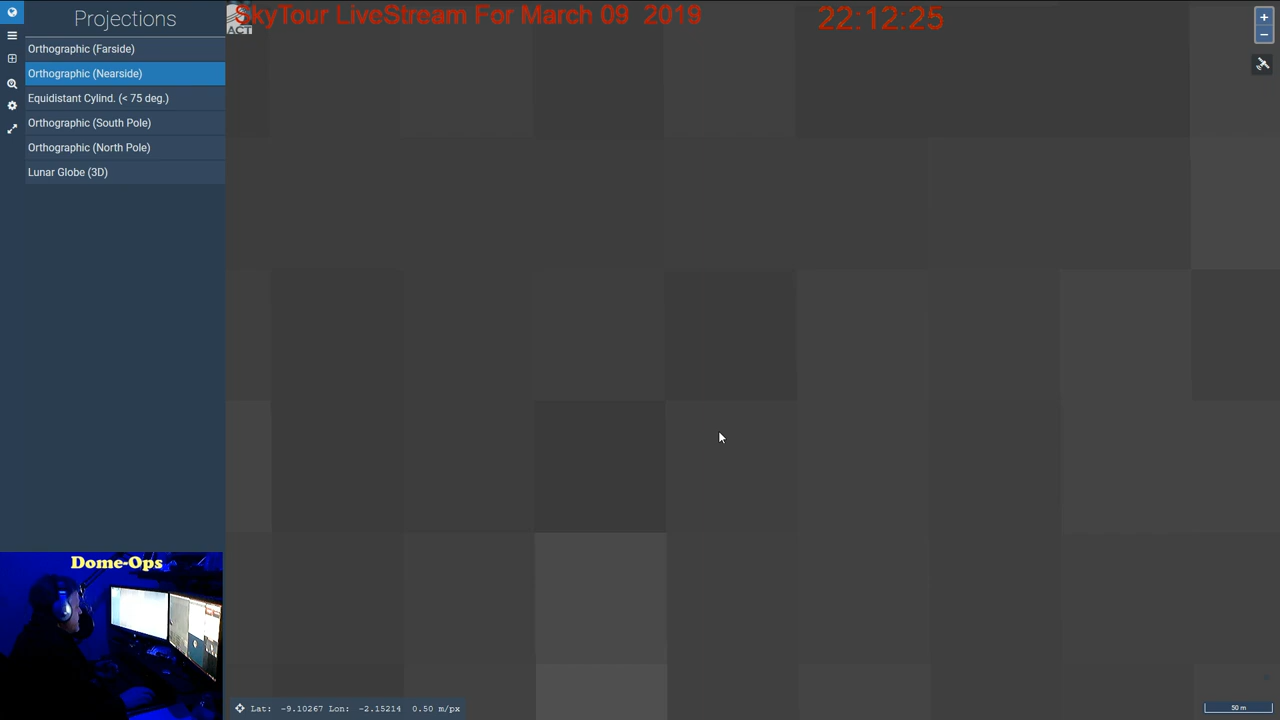 Projections
Orthographic (Farside)
Orthographic (Nearside)
Equidistant Cylind. (< 75 deg.)
Orthographic (South Pole)
Orthographic (North Pole)
Lunar Globe (3D)
SkyTour LiveStream For March 09 2019
22:12:25
ACT
+
−
Dome-Ops
Lat: -9.10267 Lon: -2.15214 0.50 m/px
50 m